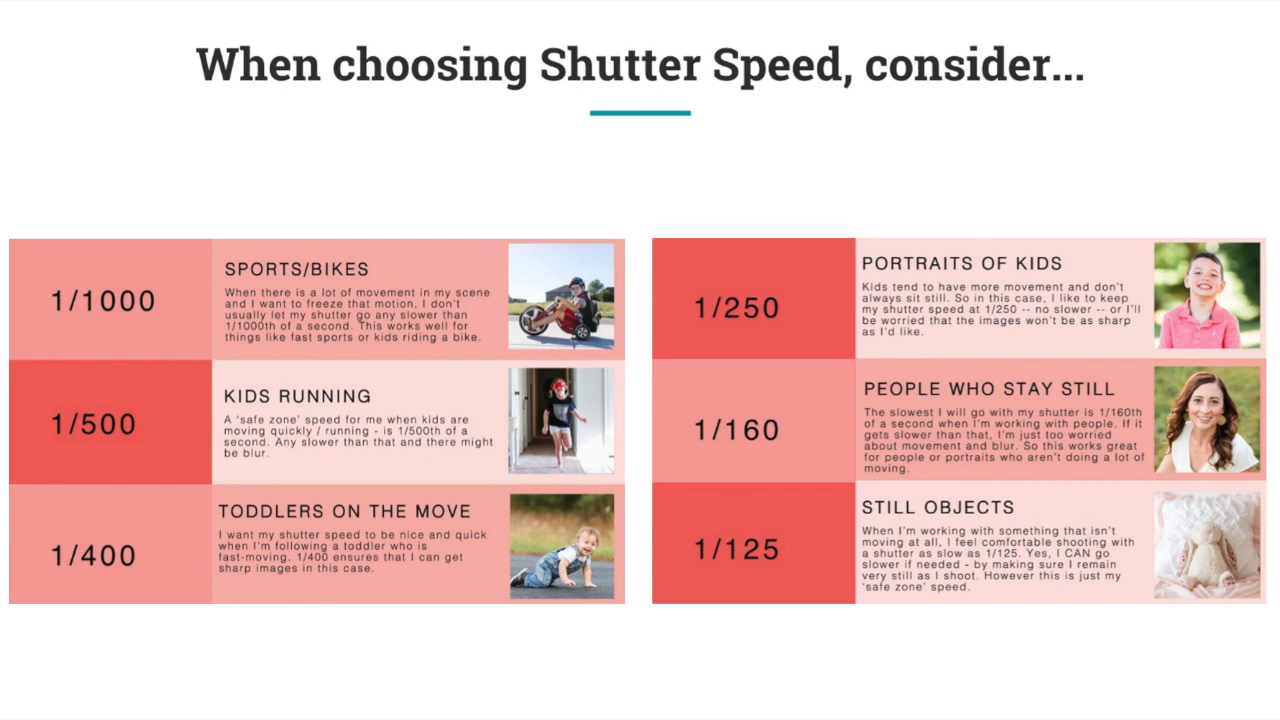 When choosing Shutter Speed, consider...
1/1000
SPORTS/BIKES
When there is a lot of movement in my scene
and I want to freeze that motion, I don't
usually let my shutter go any slower than
1/1000th of a second. This works well for
things like fast sports or kids riding a bike.
1/500
KIDS RUNNING
A 'safe zone' speed for me when kids are
moving quickly / running - is 1/500th of a
second. Any slower than that and there might
be blur.
1/400
TODDLERS ON THE MOVE
I want my shutter speed to be nice and quick
when I'm following a toddler who is
fast-moving. 1/400 ensures that I can get
sharp images in this case.
1/250
PORTRAITS OF KIDS
Kids tend to have more movement and don't
always sit still. So in this case, I like to keep
my shutter speed at 1/250 -- no slower -- or I'll
be worried that the images won't be as sharp
as I'd like.
1/160
PEOPLE WHO STAY STILL
The slowest I will go with my shutter is 1/160th
of a second when I'm working with people. If it
gets slower than that, I'm just too worried
about movement and blur. So this works great
for people or portraits who aren't doing a lot of
moving.
1/125
STILL OBJECTS
When I'm working with something that isn't
moving at all, I feel comfortable shooting with
a shutter as slow as 1/125. Yes, I CAN go
slower if needed - by making sure I remain
very still as I shoot. However this is just my
'safe zone' speed.